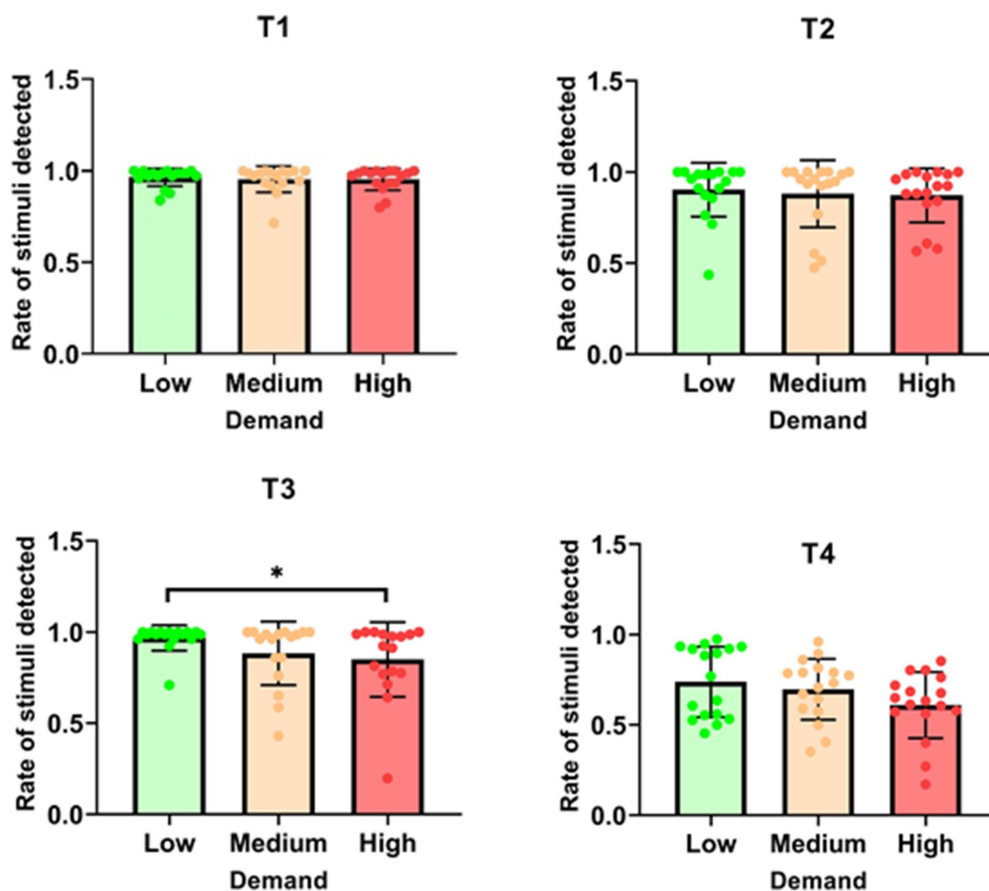 T1
Rate of stimuli detected
1.5
1.0
0.5
0.0
Low Medium High
Demand
T2
Rate of stimuli detected
1.5
1.0
0.5
0.0
Low Medium High
Demand
T3
Rate of stimuli detected
1.5
1.0
0.5
0.0
*
Low Medium High
Demand
T4
Rate of stimuli detected
1.5
1.0
0.5
0.0
Low Medium High
Demand